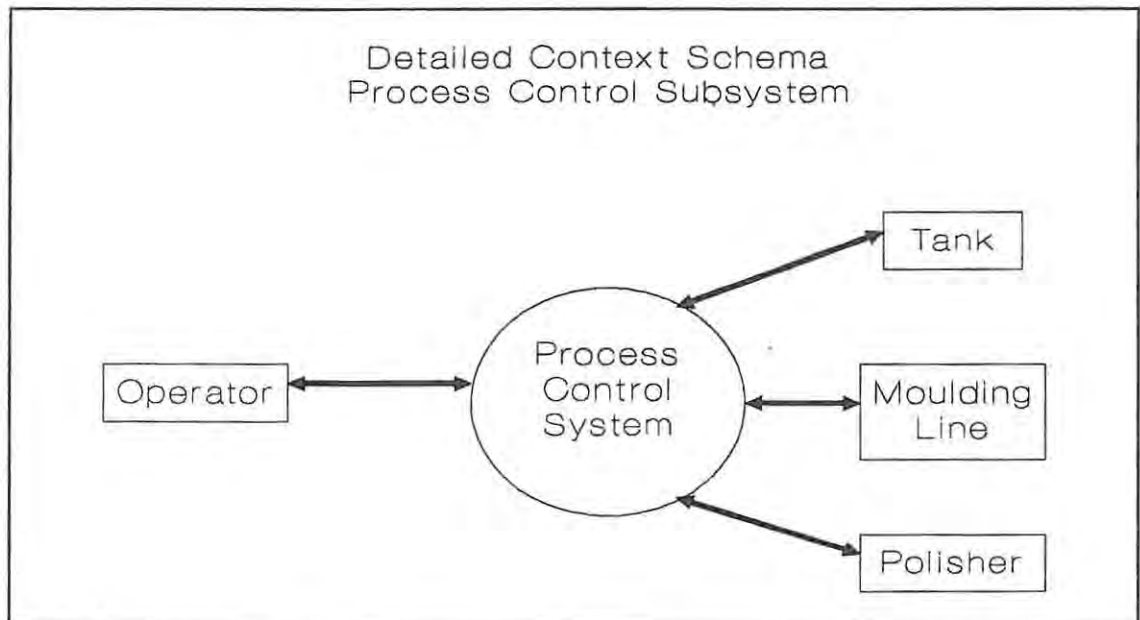 Detailed Context Schema
Process Control Subsystem
Tank
Process
Control
System
Operator
Moulding
Line
Polisher